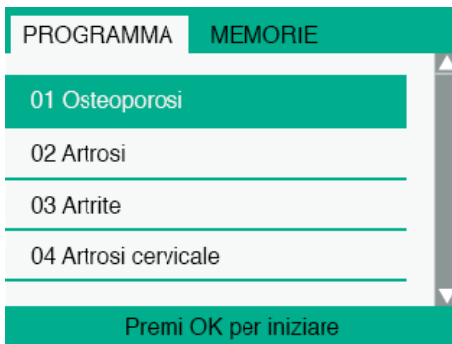 PROGRAMMA MEMORIE
01 Osteoporosi
02 Artrosi
03 Artrite
04 Artrosi cervicale
Premi OK per iniziare